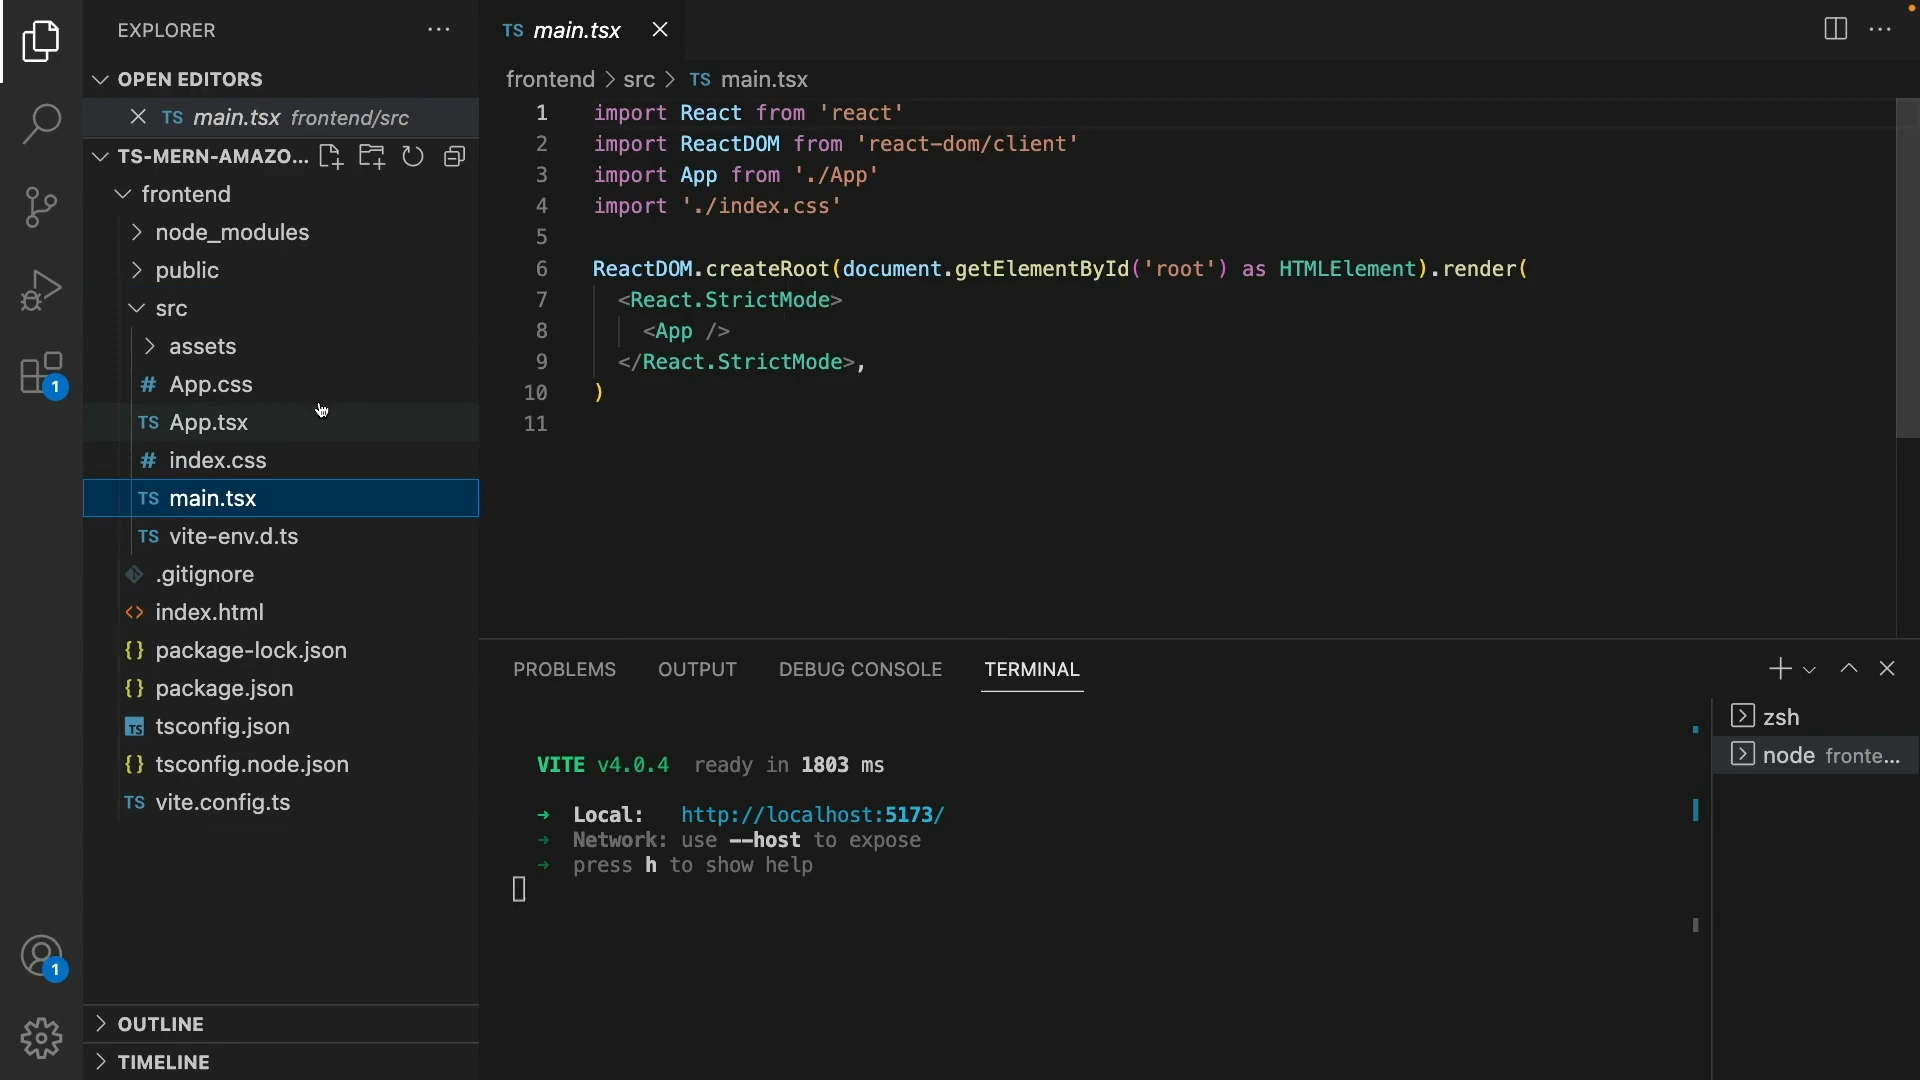 EXPLORER
OPEN EDITORS
TS main.tsx frontend/src
TS-MERN-AMAZO...
frontend
node_modules
public
src
assets
# App.css
TS App.tsx
# index.css
TS main.tsx
TS vite-env.d.ts
.gitignore
<> index.html
{} package-lock.json
{} package.json
TS tsconfig.json
{} tsconfig.node.json
TS vite.config.ts
OUTLINE
TIMELINE
1
1
TS main.tsx
frontend > src > TS main.tsx
1 import React from 'react'
2 import ReactDOM from 'react-dom/client'
3 import App from './App'
4 import './index.css'
5
6 ReactDOM.createRoot(document.getElementById('root') as HTMLElement).render(
7 <React.StrictMode>
8 <App />
9 </React.StrictMode>,
10 )
11
PROBLEMS OUTPUT DEBUG CONSOLE TERMINAL
VITE v4.0.4 ready in 1803 ms
➜ Local: http://localhost:5173/
➜ Network: use --host to expose
➜ press h to show help
zsh
node fronte...